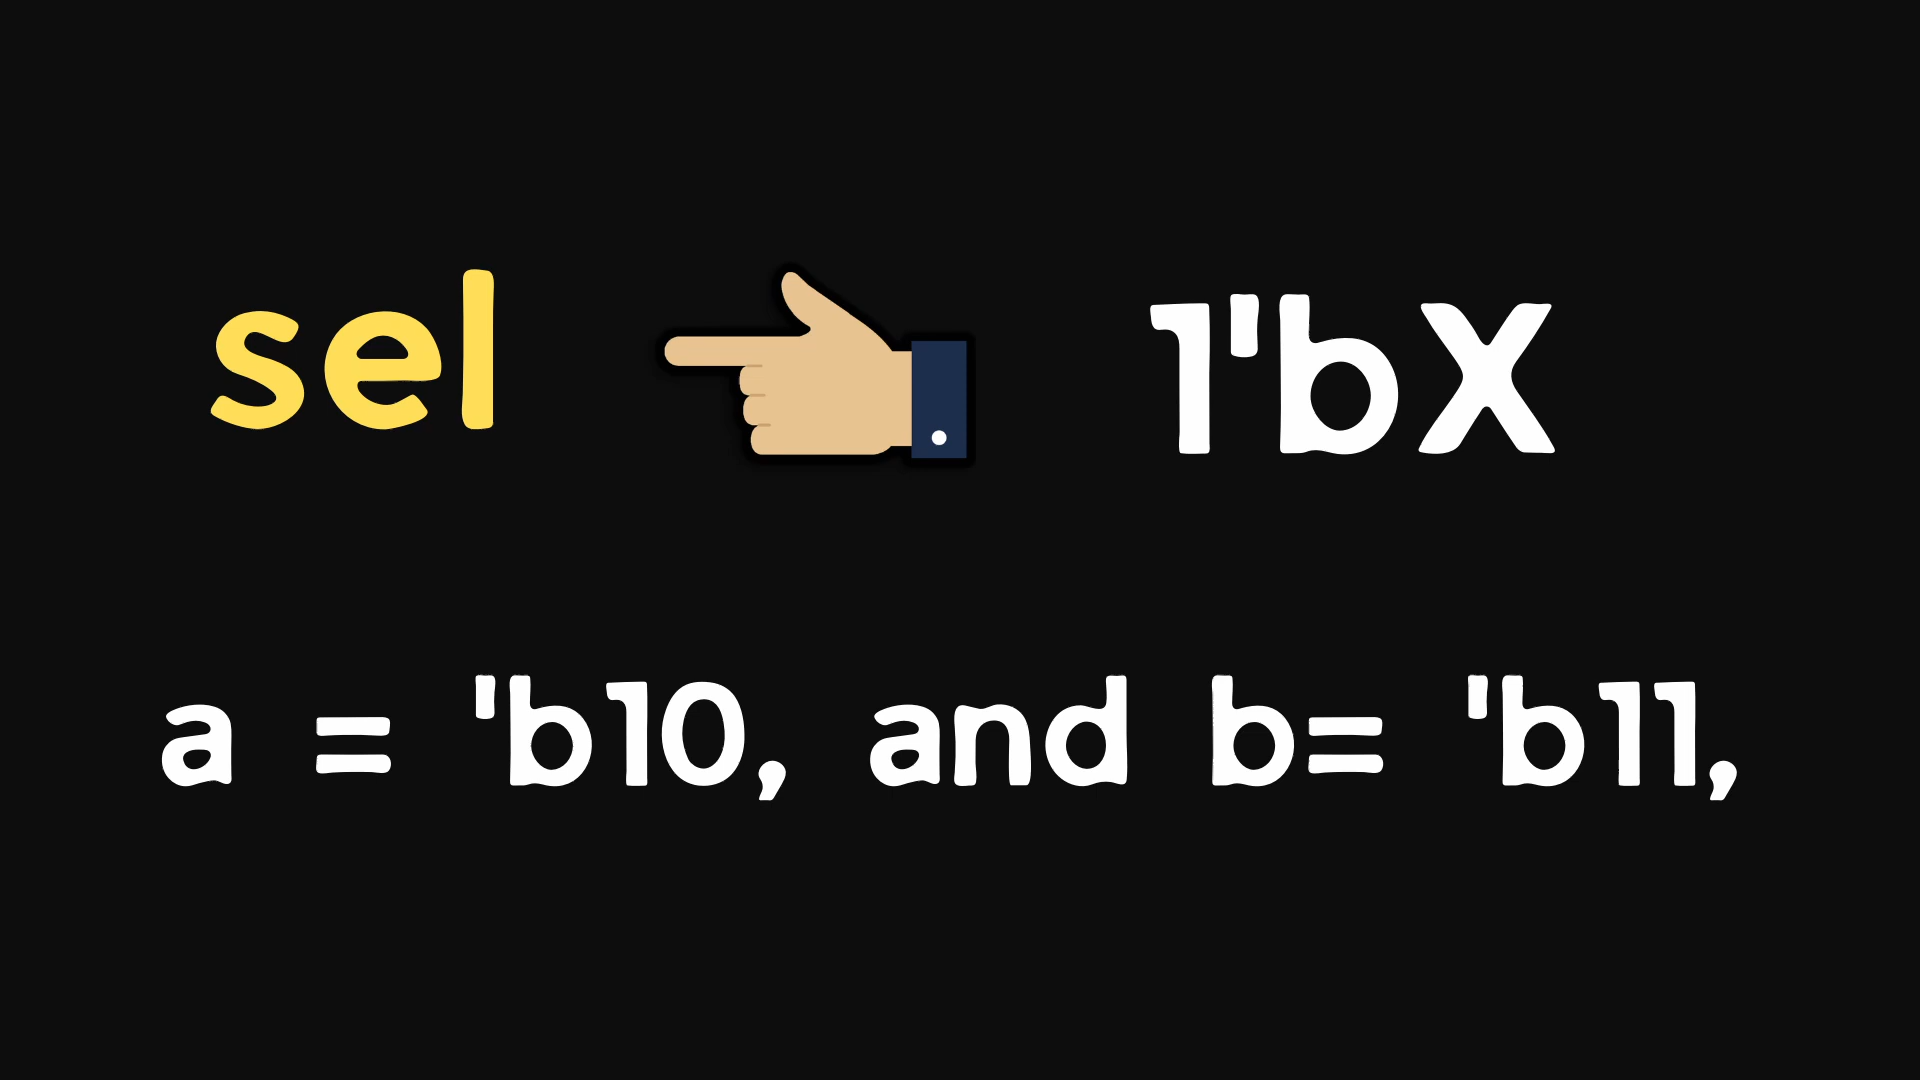 sel 1'bX
a = 'b10, and b= 'b11,